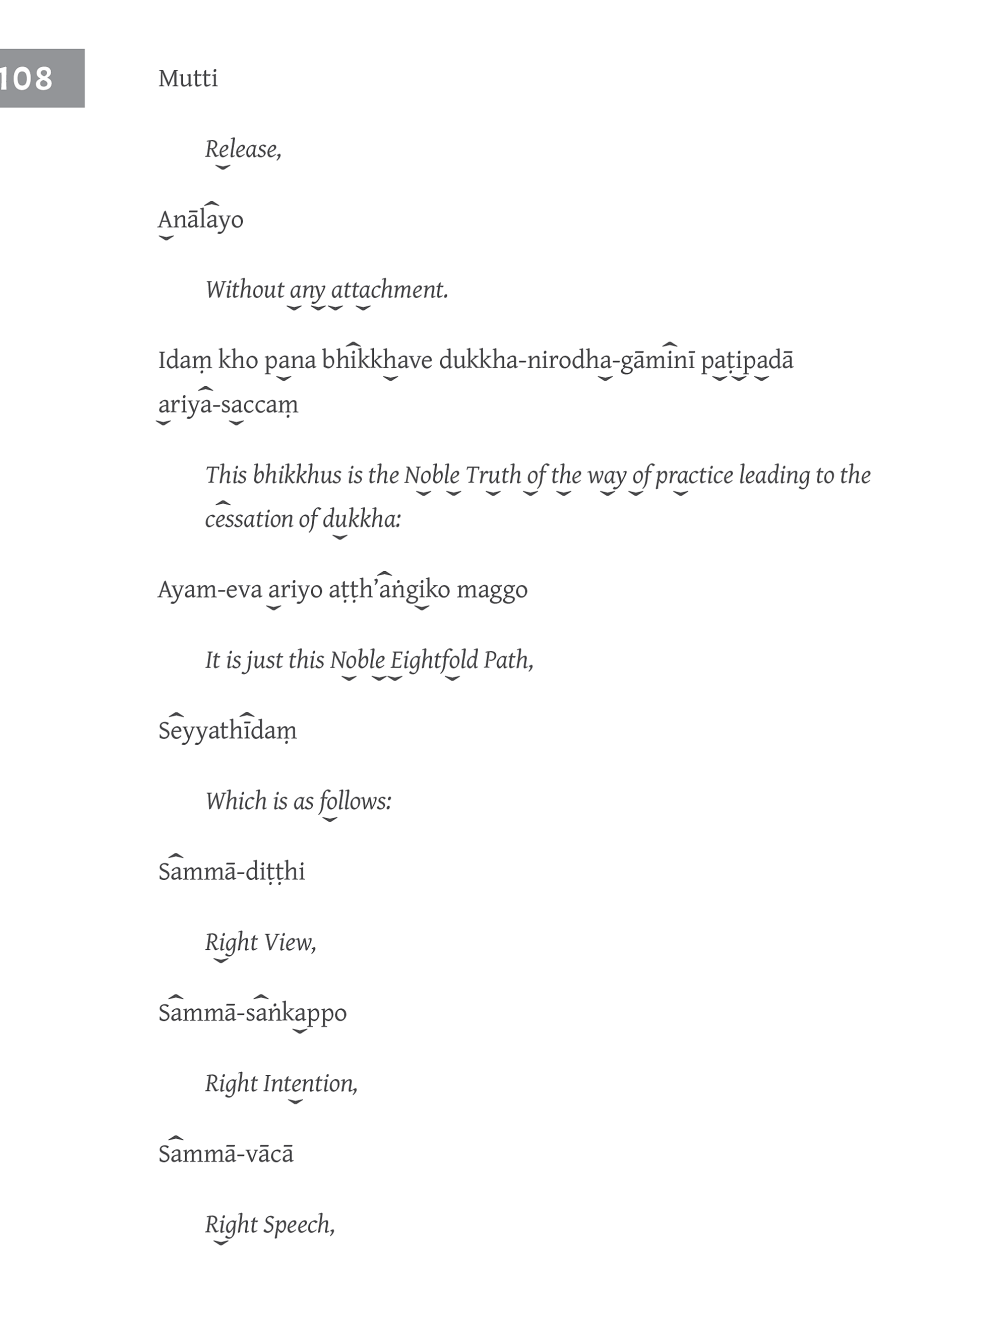 108
Mutti
Release,
Anālayo
Without any attachment.
Idaṃ kho pana bhikkhave dukkha-nirodha-gāminī paṭipadā
ariya-saccaṃ
This bhikkhus is the Noble Truth of the way of practice leading to the
cessation of dukkha:
Ayam-eva ariyo aṭṭh’aṅgiko maggo
It is just this Noble Eightfold Path,
Seyyathīdaṃ
Which is as follows:
Sammā-diṭṭhi
Right View,
Sammā-saṅkappo
Right Intention,
Sammā-vācā
Right Speech,